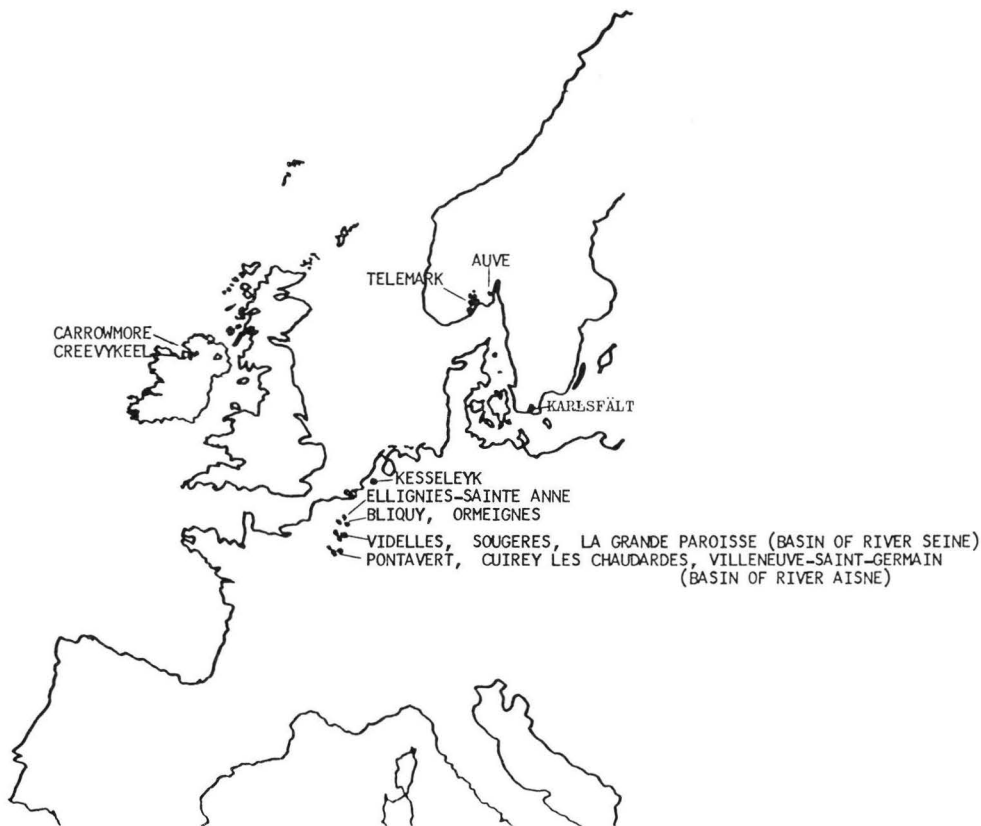 AUVE
TELEMARK
CARROWMORE
CREEVYKEEL
KARLSFÄLT
KESSELEYK
ELLIGNIES-SAINTE ANNE
BLIQUY, ORMEIGNES
VIDELLES, SOUGERES, LA GRANDE PAROISSE (BASIN OF RIVER SEINE)
PONTAVERT, CUIREY LES CHAUDARDES, VILLENEUVE-SAINT-GERMAIN
(BASIN OF RIVER AISNE)